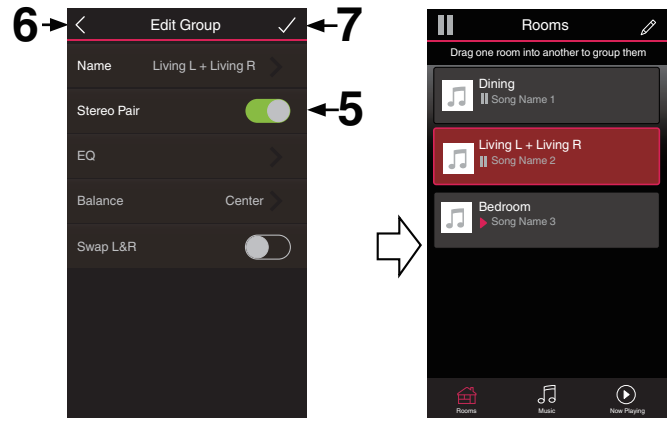 6
Edit Group
7
Name Living L + Living R
Stereo Pair
5
EQ
Balance Center
Swap L&R
Rooms
Drag one room into another to group them
Dining
Song Name 1
Living L + Living R
Song Name 2
Bedroom
Song Name 3
Rooms Music Now Playing